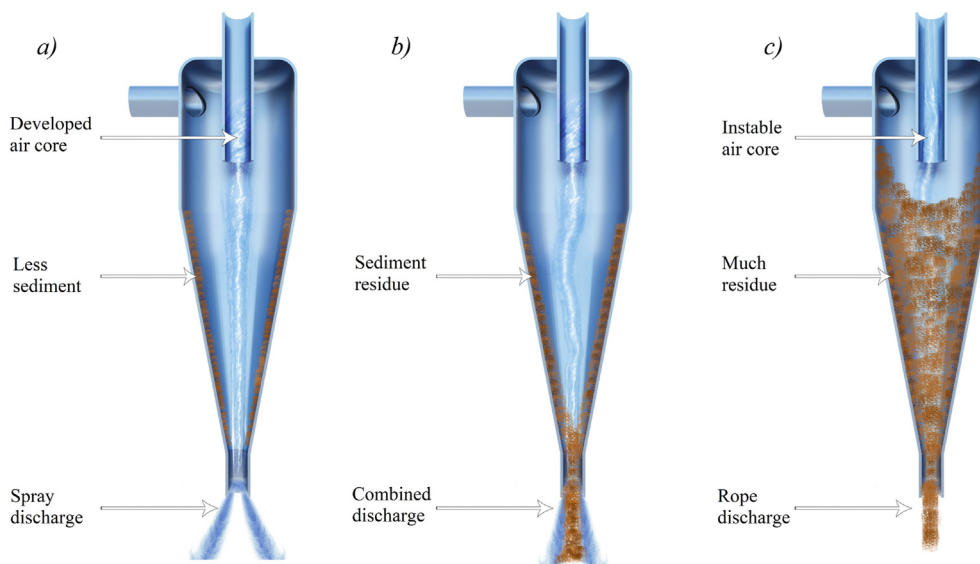 a)
Developed
air core
Less
sediment
Spray
discharge
b)
Sediment
residue
Combined
discharge
c)
Instable
air core
Much
residue
Rope
discharge